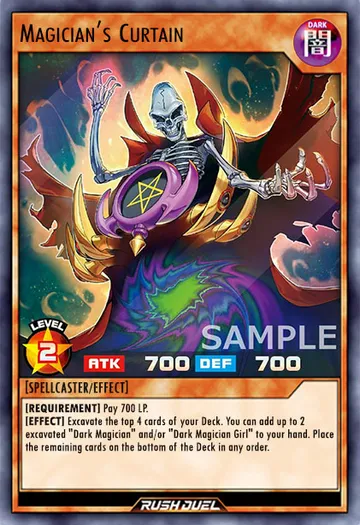 MAGICIAN'S CURTAIN
DARK
闇
SAMPLE
LEVEL
2
ATK 700 DEF 700
[SPELLCASTER/EFFECT]
[REQUIREMENT] Pay 700 LP.
[EFFECT] Excavate the top 4 cards of your Deck. You can add up to 2
excavated "Dark Magician" and/or "Dark Magician Girl" to your hand. Place
the remaining cards on the bottom of the Deck in any order.
RUSH DUEL